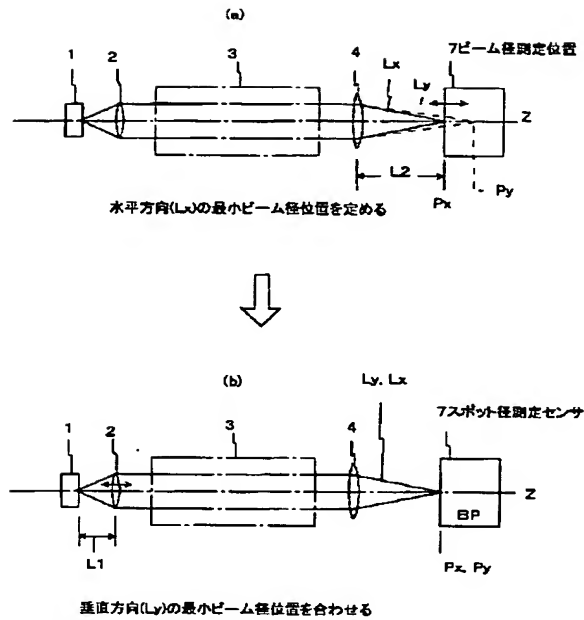 (a)
1
2
3
4
Lx
Ly
7ビーム径測定位置
Z
L2
Px
Py
水平方向(Lx)の最小ビーム径位置を定める
(b)
1
2
3
4
Ly, Lx
7スポット径測定センサ
Z
BP
L1
Px, Py
垂直方向(Ly)の最小ビーム径位置を合わせる